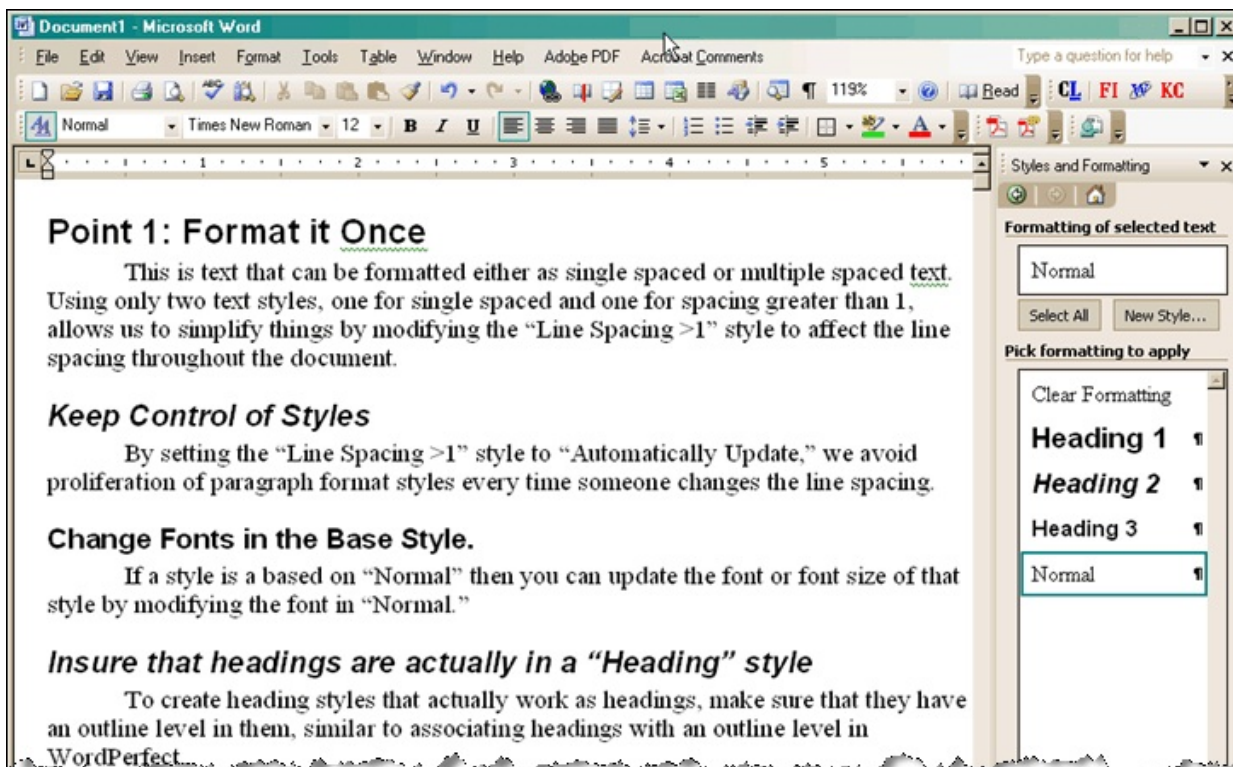 Document1 - Microsoft Word
File Edit View Insert Format Tools Table Window Help Adobe PDF Acrobat Comments Type a question for help
119% Read CL FI XP KC
Normal Times New Roman 12 B I U A
1 2 3 4 5
Styles and Formatting
Formatting of selected text
Normal
Select All New Style...
Pick formatting to apply
Clear Formatting
Heading 1 ¶
Heading 2 ¶
Heading 3 ¶
Normal ¶
Point 1: Format it Once
This is text that can be formatted either as single spaced or multiple spaced text.
Using only two text styles, one for single spaced and one for spacing greater than 1,
allows us to simplify things by modifying the “Line Spacing >1” style to affect the line
spacing throughout the document.
Keep Control of Styles
By setting the “Line Spacing >1” style to “Automatically Update,” we avoid
proliferation of paragraph format styles every time someone changes the line spacing.
Change Fonts in the Base Style.
If a style is a based on “Normal” then you can update the font or font size of that
style by modifying the font in “Normal.”
Insure that headings are actually in a “Heading” style
To create heading styles that actually work as headings, make sure that they have
an outline level in them, similar to associating headings with an outline level in
WordPerfect.